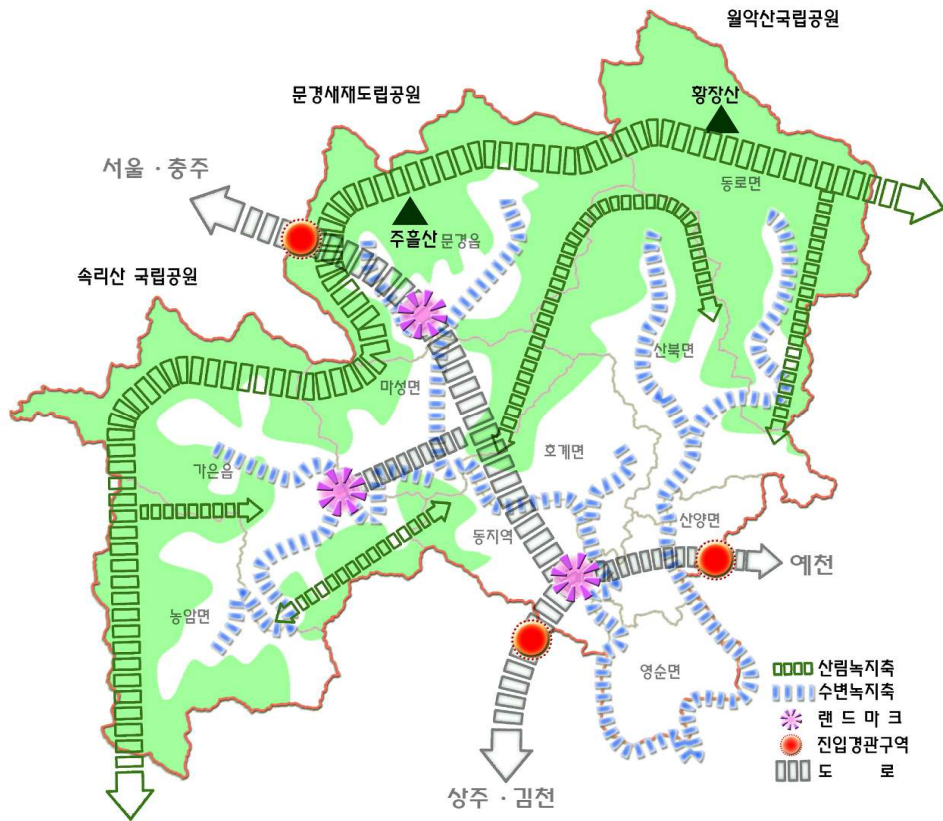 월악산국립공원
문경새재도립공원
황장산
서울 · 충주
동로면
주흘산
문경읍
속리산 국립공원
산북면
마성면
호계면
가은읍
산양면
동지역
예천
농암면
영순면
산림녹지축
수변녹지축
랜드마크
진입경관구역
도 로
상주 · 김천